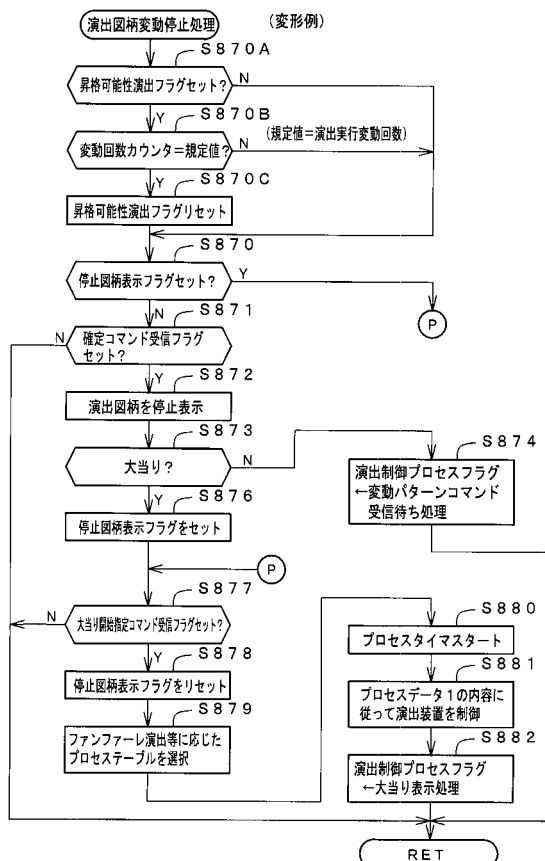 演出図柄変動停止処理
(変形例)
S870A
昇格可能性演出フラグセット?
N
Y
S870B
変動回数カウンタ=規定値?
N
(規定値=演出実行変動回数)
Y
S870C
昇格可能性演出フラグリセット
S870
停止図柄表示フラグセット?
Y
P
N
S871
N
確定コマンド受信フラグ
セット?
Y
S872
演出図柄を停止表示
S873
大当り?
N
S874
演出制御プロセスフラグ
←変動パターンコマンド
受信待ち処理
Y
S876
停止図柄表示フラグをセット
P
S877
N
大当り開始指定コマンド受信フラグセット?
Y
S878
停止図柄表示フラグをリセット
S879
ファンファーレ演出等に応じた
プロセステーブルを選択
S880
プロセスタイマスタート
S881
プロセスデータ1の内容に
従って演出装置を制御
S882
演出制御プロセスフラグ
←大当り表示処理
RET